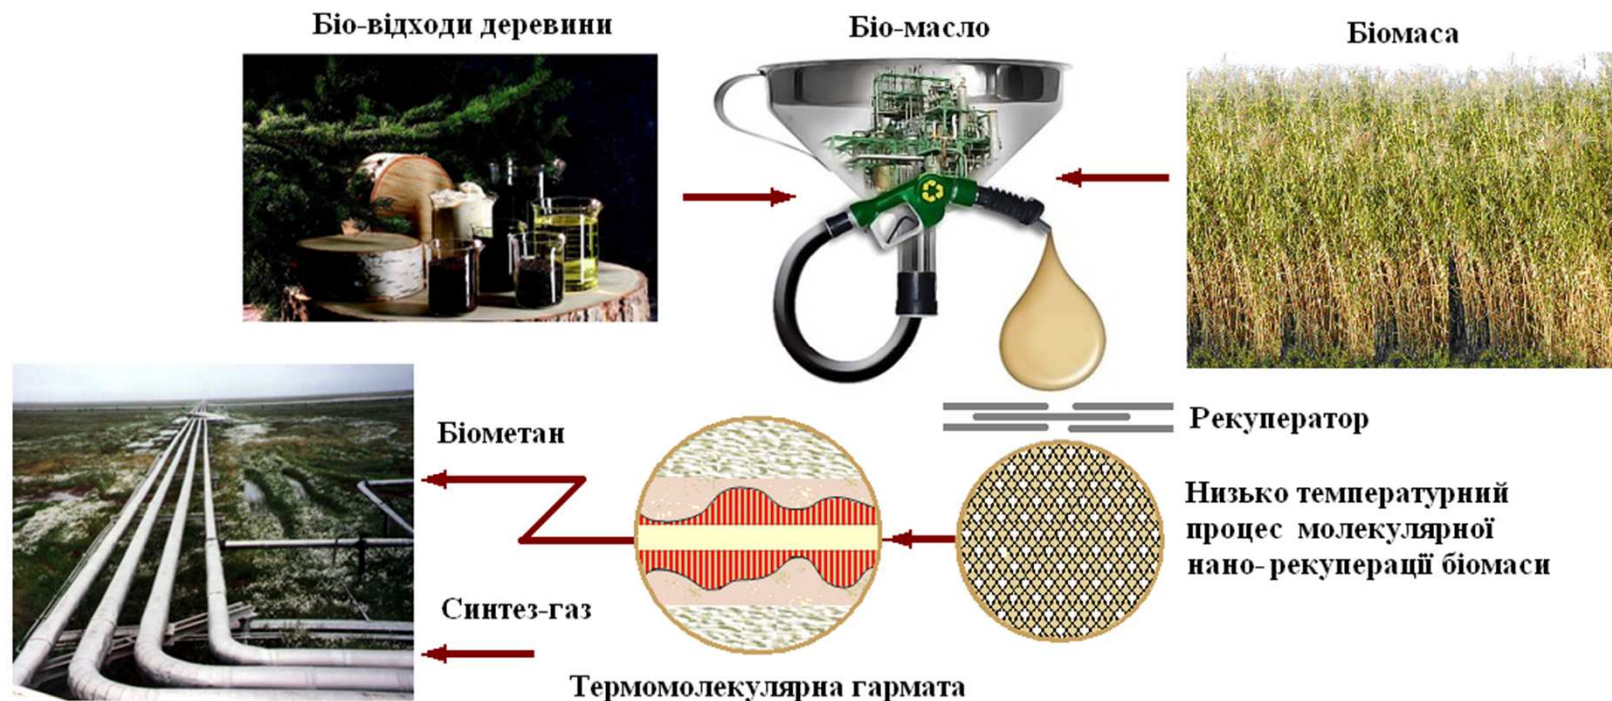 Біо-відходи деревини
Біо-масло
Біомаса
Рекуператор
Біометан
Низько температурний
процес молекулярної
нано- рекуперації біомаси
Синтез-газ
Термомолекулярна гармата